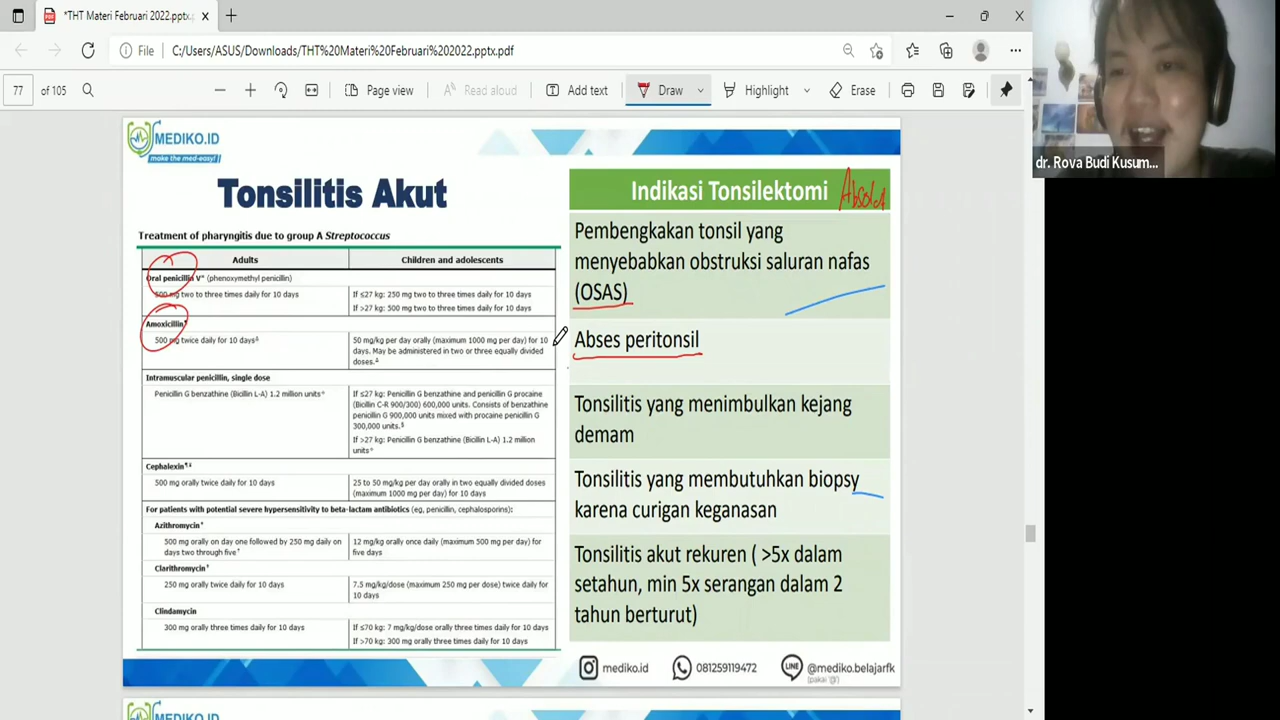 *THT Materi Februari 2022.pptx.p
File
C:/Users/ASUS/Downloads/THT%20Materi%20Februari%202022.pptx.pdf
77 of 105
Page view
Read aloud
Add text
Draw
Highlight
Erase
dr. Rova Budi Kusum...
MEDIKO.ID
make the med-easy!
Tonsilitis Akut
Treatment of pharyngitis due to group A Streptococcus
Adults
Children and adolescents
Oral penicillin V* (phenoxymethyl penicillin)
500 mg two to three times daily for 10 days
If ≤27 kg: 250 mg two to three times daily for 10 days
If >27 kg: 500 mg two to three times daily for 10 days
Amoxicillin¶
500 mg twice daily for 10 daysΔ
50 mg/kg per day orally (maximum 1000 mg per day) for 10
days. May be administered in two or three equally divided
doses.Δ
Intramuscular penicillin, single dose
Penicillin G benzathine (Bicillin L-A) 1.2 million units
If ≤27 kg: Penicillin G benzathine and penicillin G procaine
(Bicillin C-R 900/300) 600,000 units. Consists of benzathine
penicillin G 900,000 units mixed with procaine penicillin G
300,000 units.§
If >27 kg: Penicillin G benzathine (Bicillin L-A) 1.2 million
units
Cephalexin¶‡
500 mg orally twice daily for 10 days
25 to 50 mg/kg per day orally in two equally divided doses
(maximum 1000 mg per day) for 10 days
For patients with potential severe hypersensitivity to beta-lactam antibiotics (eg, penicillin, cephalosporins):
Azithromycin
500 mg orally on day one followed by 250 mg daily on
days two through five†
12 mg/kg orally once daily (maximum 500 mg per day) for
five days
Clarithromycin
250 mg orally twice daily for 10 days
7.5 mg/kg/dose (maximum 250 mg per dose) twice daily for
10 days
Clindamycin
300 mg orally three times daily for 10 days
If ≤70 kg: 7 mg/kg/dose orally three times daily for 10 days
If >70 kg: 300 mg orally three times daily for 10 days
Indikasi Tonsilektomi
Pembengkakan tonsil yang
menyebabkan obstruksi saluran nafas
(OSAS)
Abses peritonsil
Tonsilitis yang menimbulkan kejang
demam
Tonsilitis yang membutuhkan biopsy
karena curigan keganasan
Tonsilitis akut rekuren ( >5x dalam
setahun, min 5x serangan dalam 2
tahun berturut)
mediko.id
081259119472
LINE
@mediko.belajarfk
(pakai '@')
MEDIKO.ID